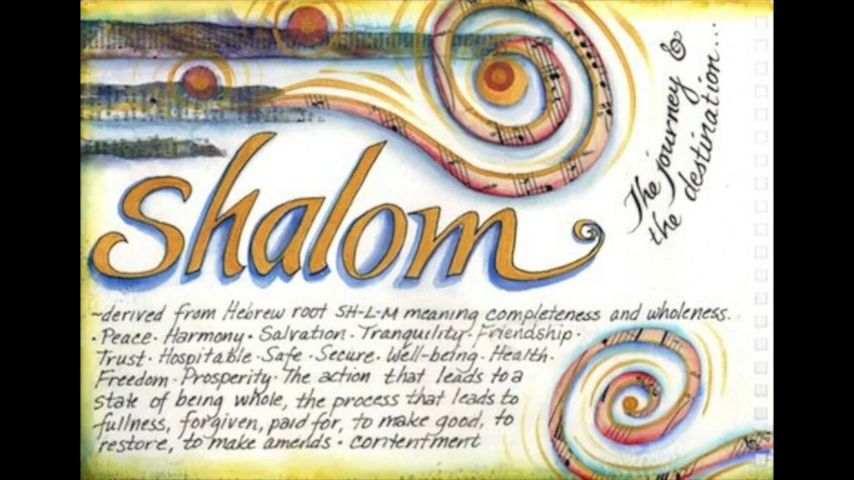 The journey &
the destination...
Shalom
~derived from Hebrew root SH-L-M meaning completeness and wholeness.
· Peace · Harmony · Salvation · Tranquility · Friendship ·
Trust · Hospitable · Safe · Secure · Well-being · Health ·
Freedom · Prosperity · The action that leads to a
state of being whole, the process that leads to
fullness, forgiven, paid for, to make good, to
restore, to make amends · contentment